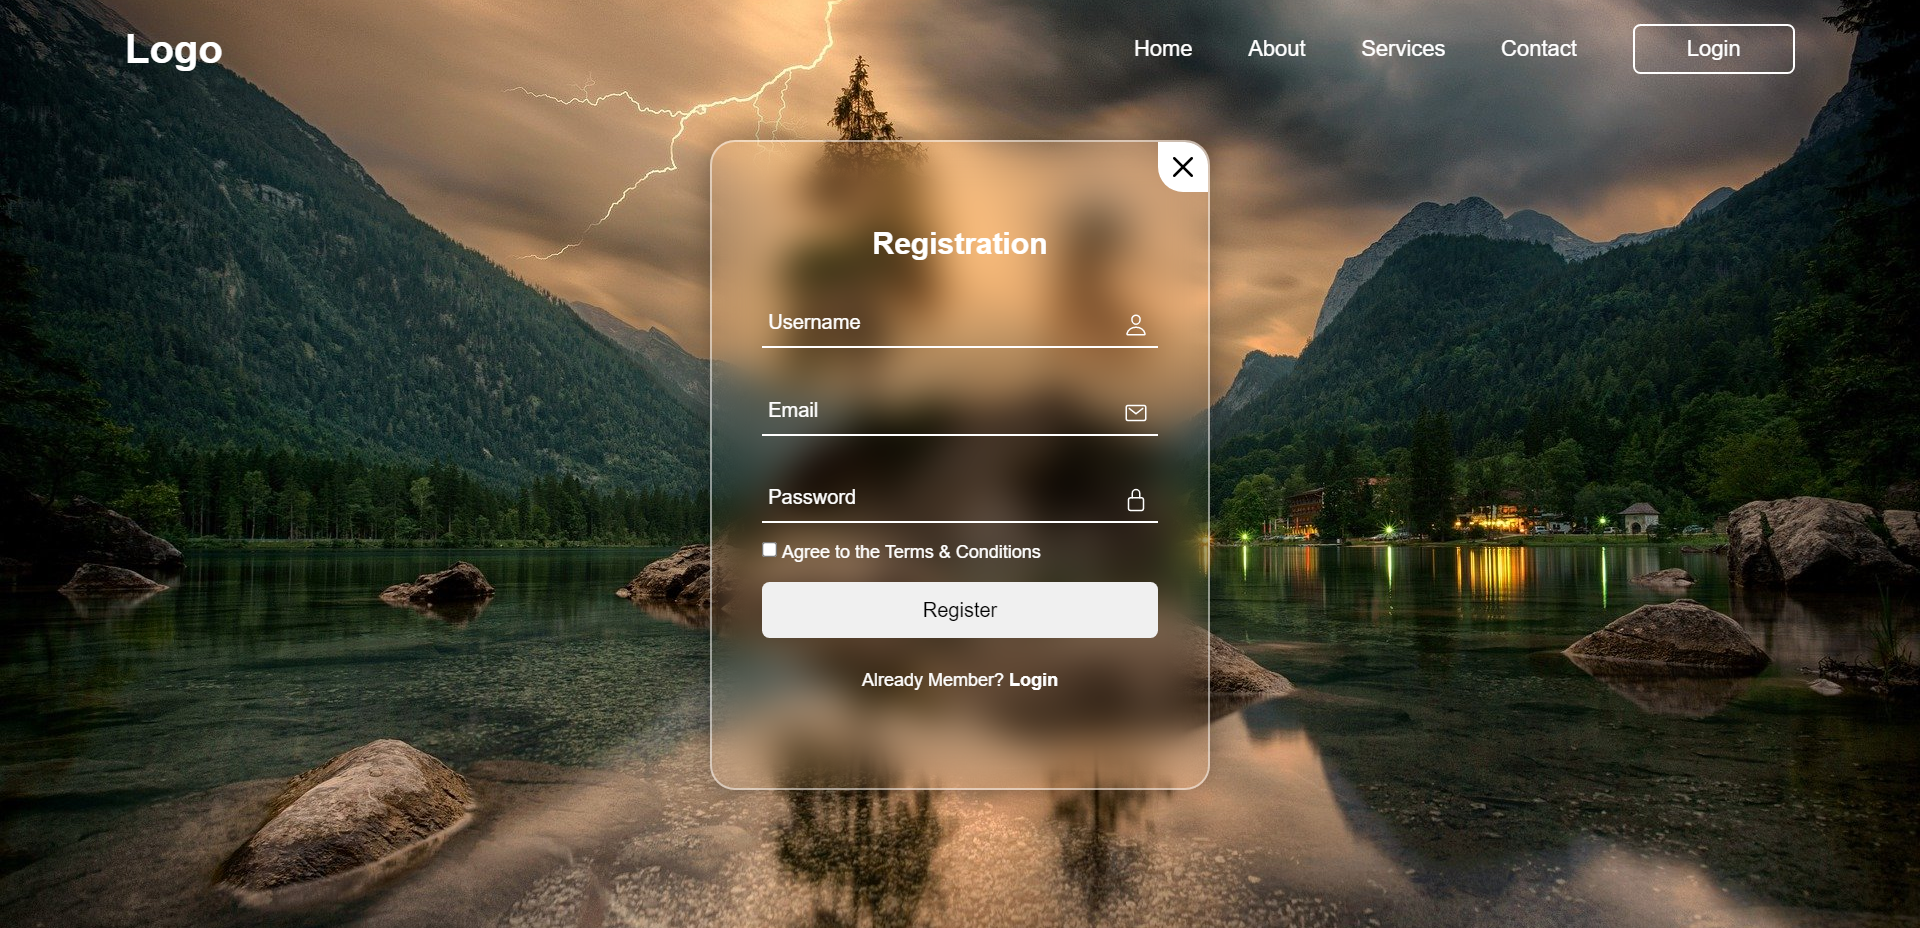 Logo
Home About Services Contact Login
Registration
Username
Email
Password
Agree to the Terms & Conditions
Register
Already Member? Login